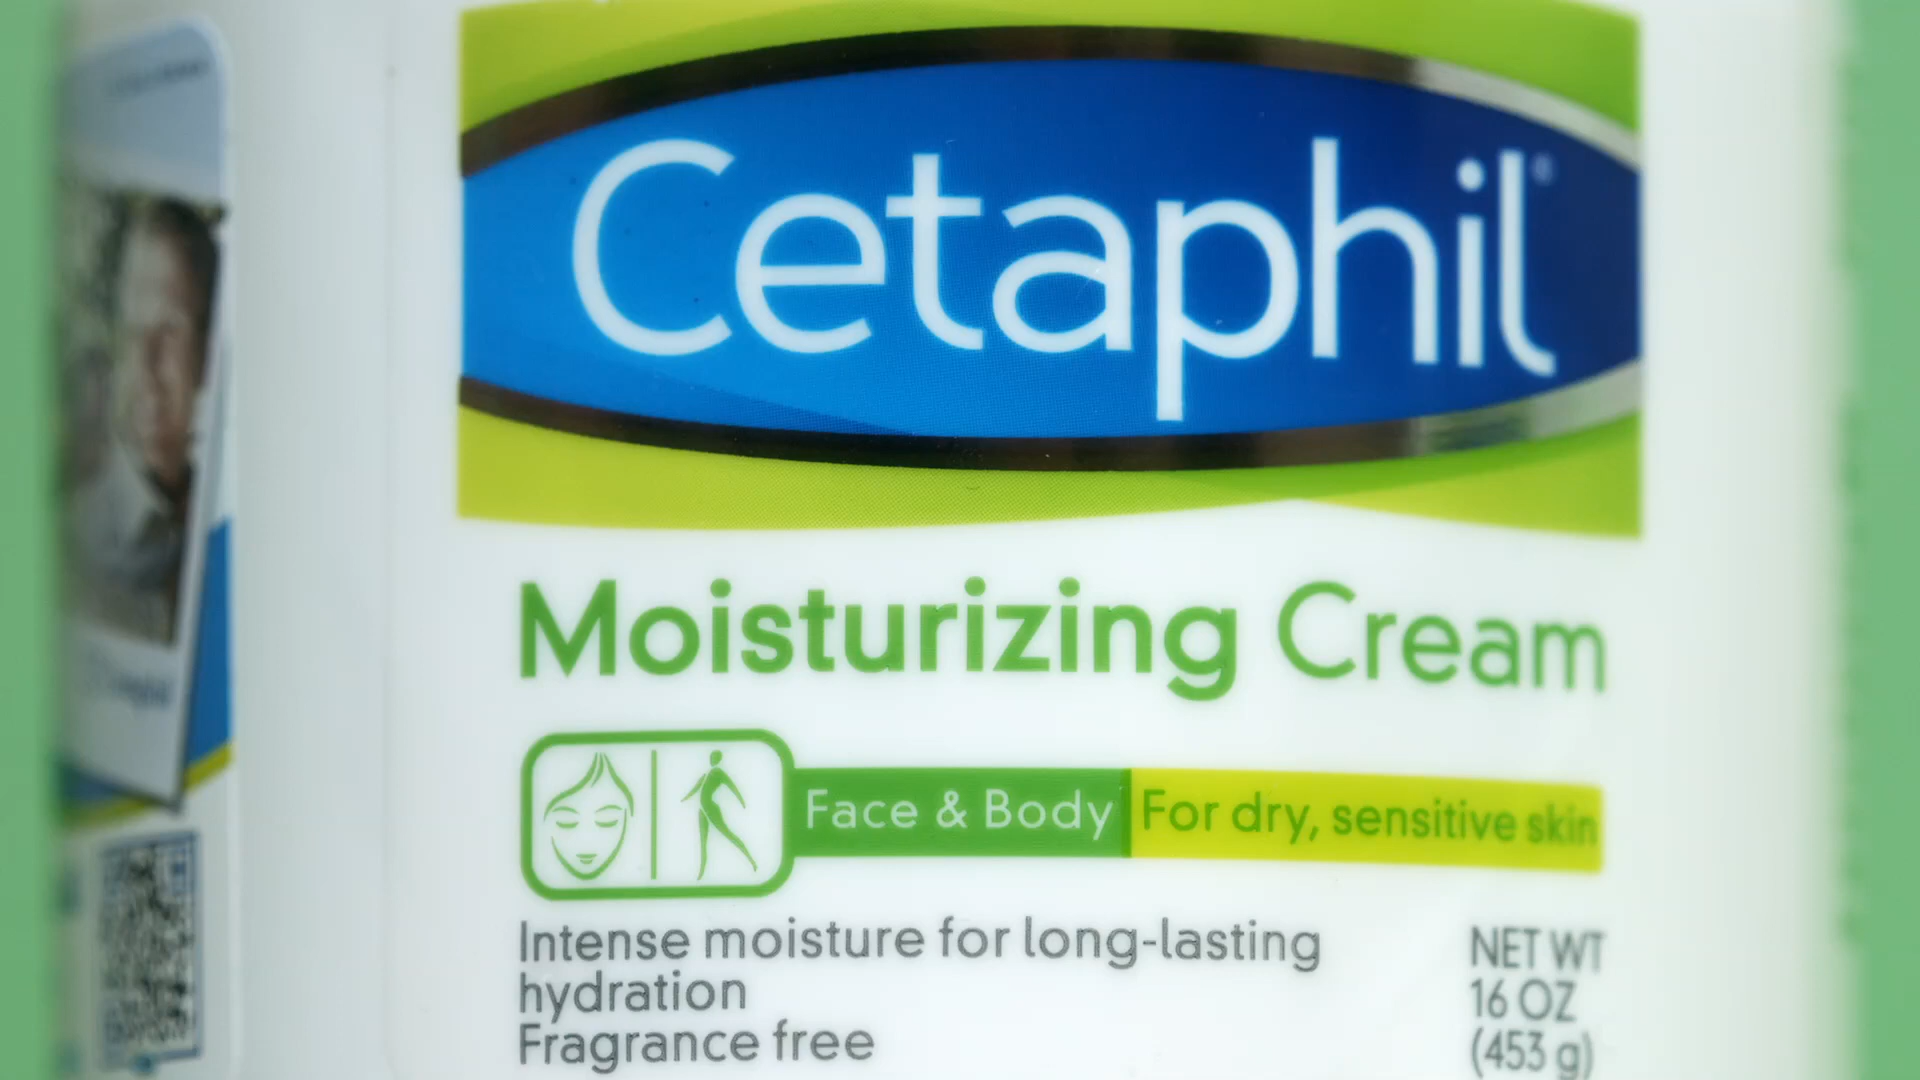 Cetaphil®
Moisturizing Cream
Face & Body For dry, sensitive skin
Intense moisture for long-lasting
hydration
Fragrance free
NET WT
16 OZ
(453 g)